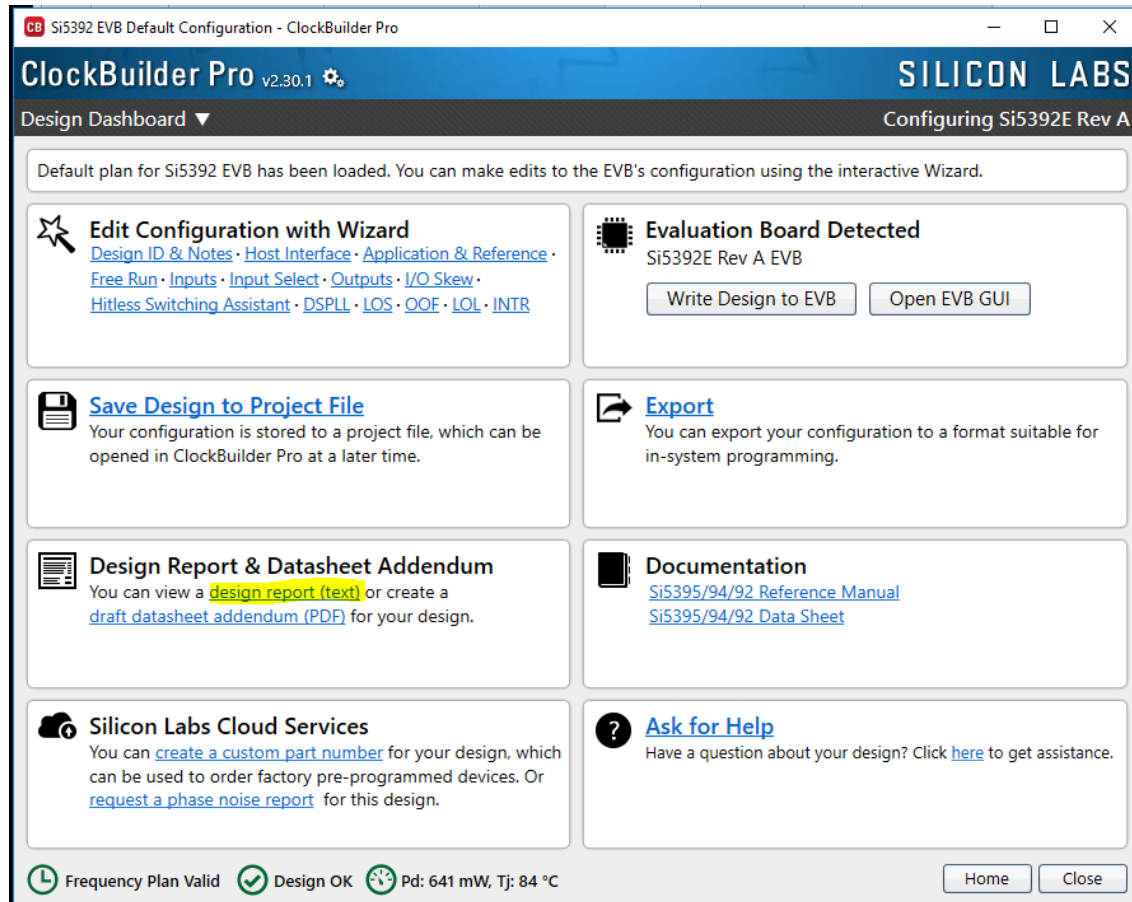 CB Si5392 EVB Default Configuration - ClockBuilder Pro
ClockBuilder Pro v2.30.1
SILICON LABS
Design Dashboard ▼
Configuring Si5392E Rev A
Default plan for Si5392 EVB has been loaded. You can make edits to the EVB's configuration using the interactive Wizard.
Edit Configuration with Wizard
Design ID & Notes · Host Interface · Application & Reference ·
Free Run · Inputs · Input Select · Outputs · I/O Skew ·
Hitless Switching Assistant · DSPLL · LOS · OOF · LOL · INTR
Evaluation Board Detected
Si5392E Rev A EVB
Write Design to EVB
Open EVB GUI
Save Design to Project File
Your configuration is stored to a project file, which can be
opened in ClockBuilder Pro at a later time.
Export
You can export your configuration to a format suitable for
in-system programming.
Design Report & Datasheet Addendum
You can view a design report (text) or create a
draft datasheet addendum (PDF) for your design.
Documentation
Si5395/94/92 Reference Manual
Si5395/94/92 Data Sheet
Silicon Labs Cloud Services
You can create a custom part number for your design, which
can be used to order factory pre-programmed devices. Or
request a phase noise report for this design.
? Ask for Help
Have a question about your design? Click here to get assistance.
Frequency Plan Valid
Design OK
Pd: 641 mW, Tj: 84 °C
Home
Close